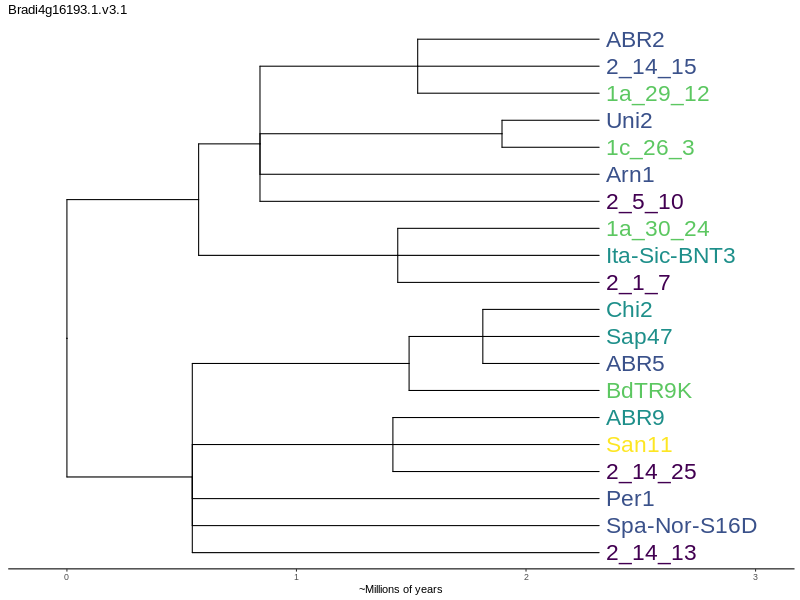 Bradi4g16193.1.v3.1
ABR2
2_14_15
1a_29_12
Uni2
1c_26_3
Arn1
2_5_10
1a_30_24
Ita-Sic-BNT3
2_1_7
Chi2
Sap47
ABR5
BdTR9K
ABR9
San11
2_14_25
Per1
Spa-Nor-S16D
2_14_13
0 1 2 3
~Millions of years